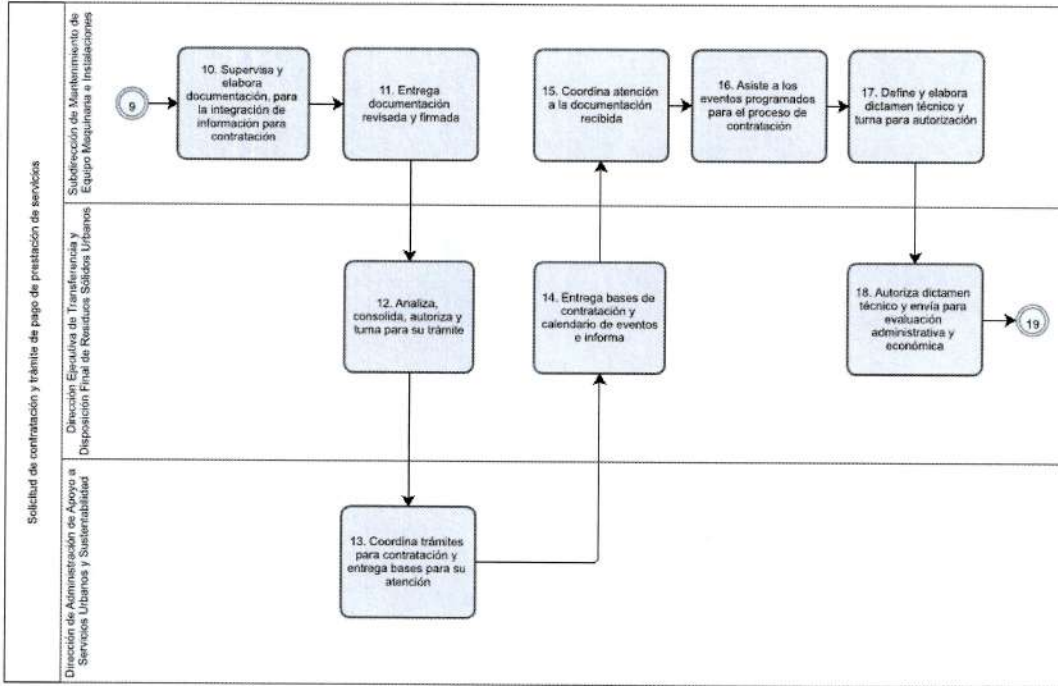 Solicitud de contratación y trámite de pago de prestación de servicios
Subdirección de Mantenimiento de
Equipo Maquinaria e Instalaciones
9
10. Supervisa y
elabora
documentación, para
la integración de
información para
contratación
11. Entrega
documentación
revisada y firmada
15. Coordina atención
a la documentación
recibida
16. Asiste a los
eventos programados
para el proceso de
contratación
17. Define y elabora
dictamen técnico y
turna para autorización
Dirección Ejecutiva de Transferencia y
Disposición Final de Residuos Sólidos Urbanos
12. Analiza,
consolida, autoriza y
turna para su trámite
14. Entrega bases de
contratación y
calendario de eventos
e informa
18. Autoriza dictamen
técnico y envía para
evaluación
administrativa y
económica
19
Dirección de Administración de Apoyo a
Servicios Urbanos y Sustentabilidad
13. Coordina trámites
para contratación y
entrega bases para su
atención